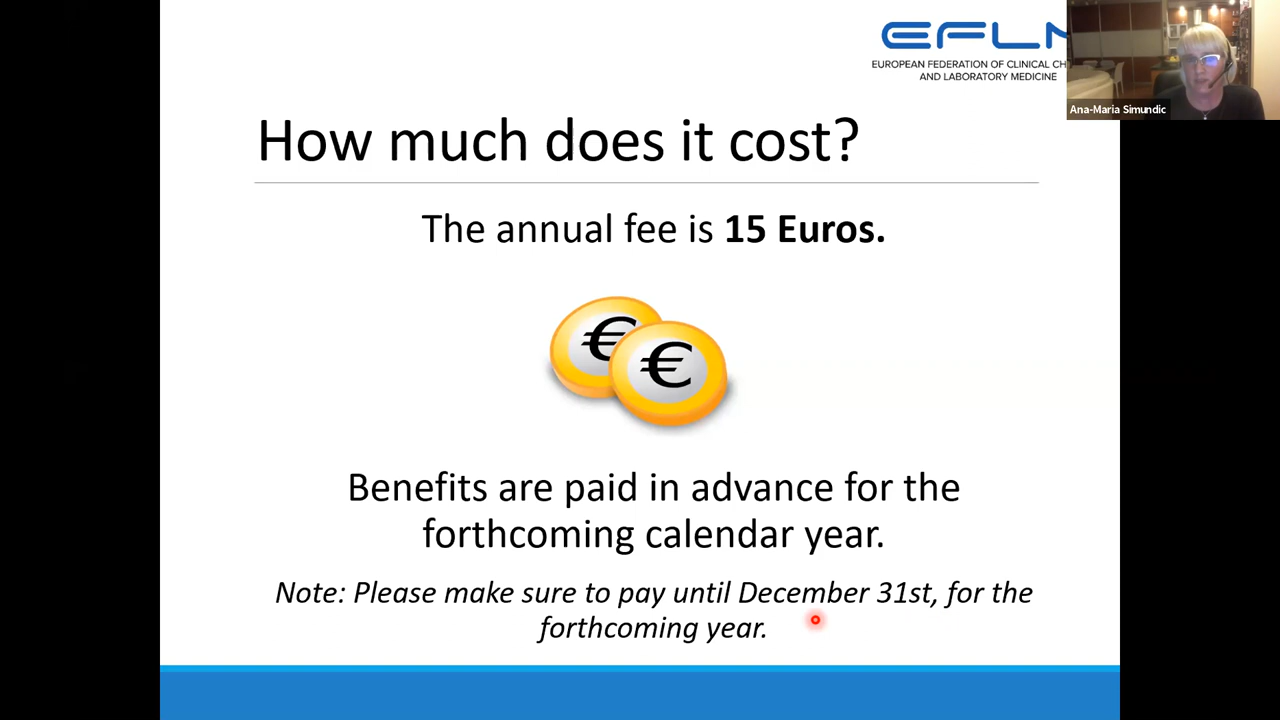 EFLM
EUROPEAN FEDERATION OF CLINICAL CH
AND LABORATORY MEDICINE
Ana-Maria Simundic
How much does it cost?
The annual fee is 15 Euros.
€ €
Benefits are paid in advance for the
forthcoming calendar year.
Note: Please make sure to pay until December 31st, for the
forthcoming year.